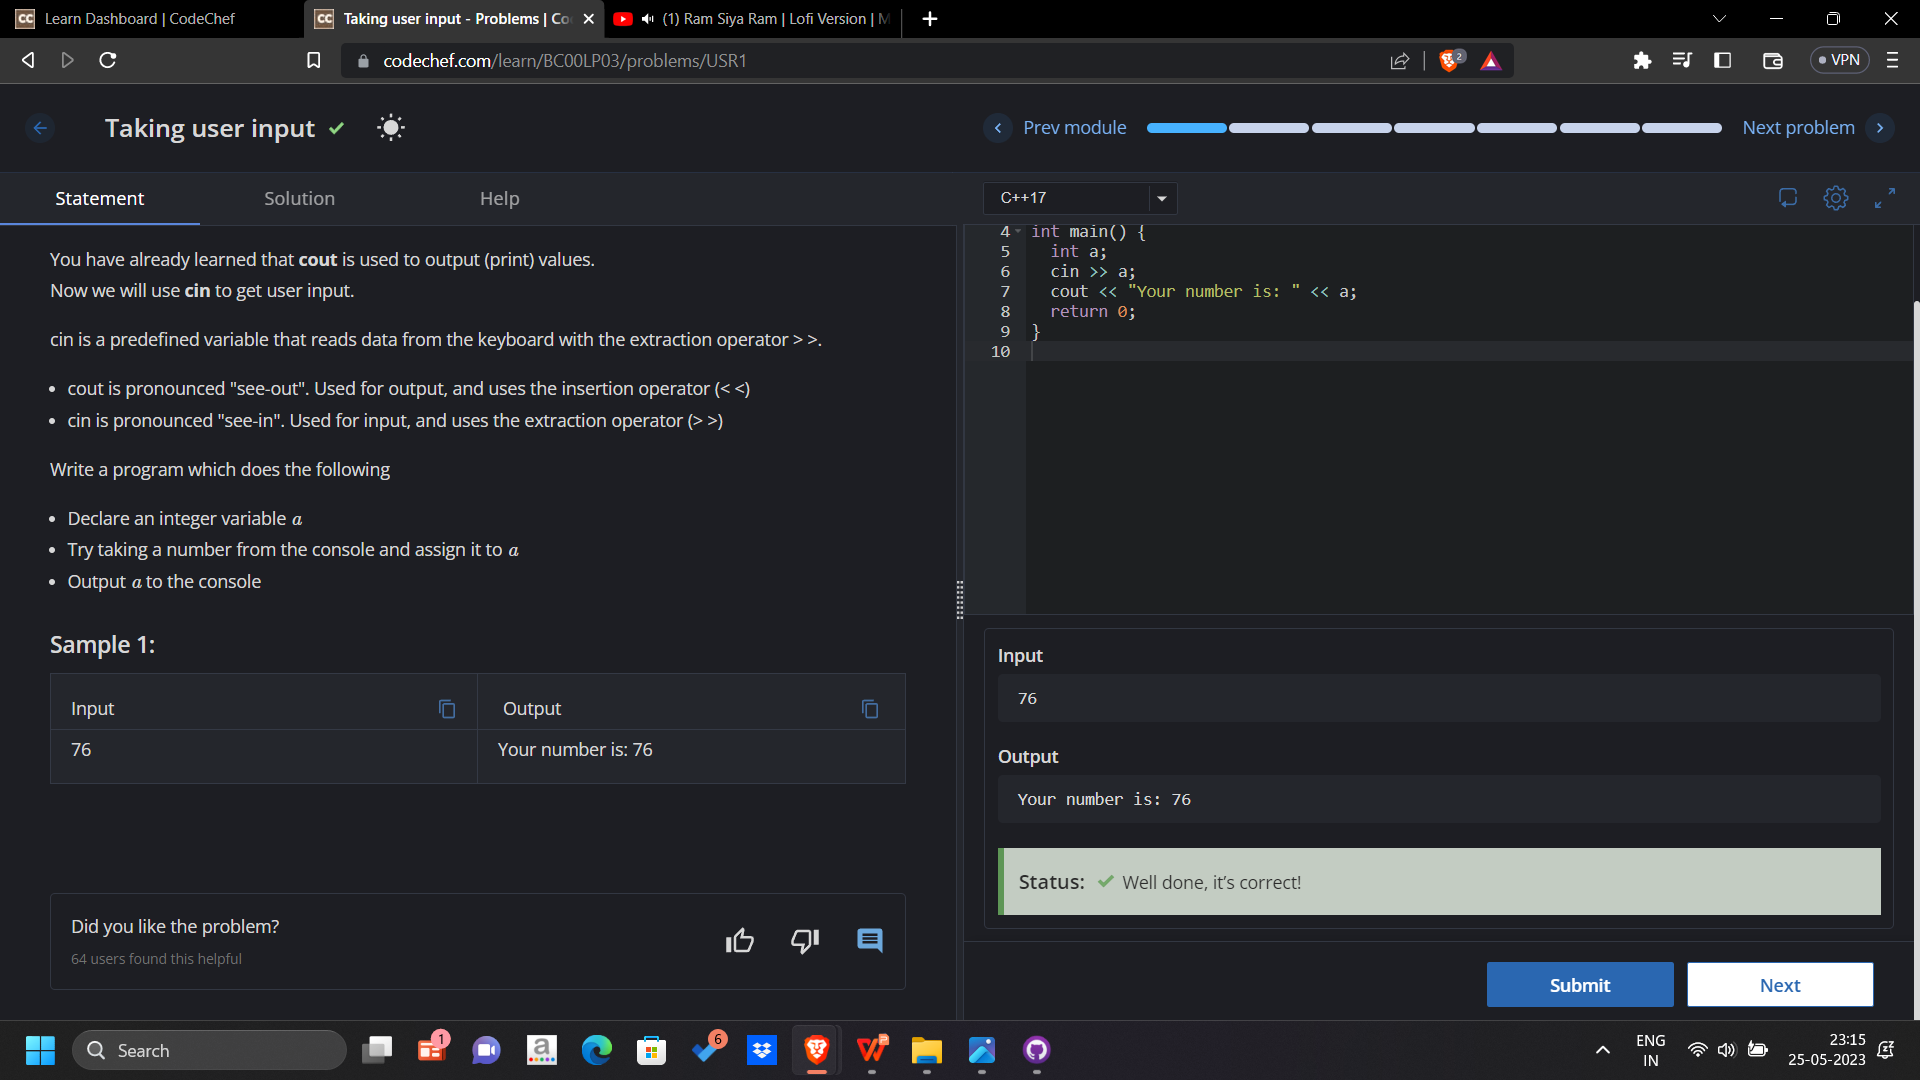 Learn Dashboard | CodeChef
Taking user input - Problems | Co
(1) Ram Siya Ram | Lofi Version | M
codechef.com/learn/BC00LP03/problems/USR1
2
VPN
Taking user input
Prev module
Next problem
Statement
Solution
Help
C++17
You have already learned that cout is used to output (print) values.
Now we will use cin to get user input.
cin is a predefined variable that reads data from the keyboard with the extraction operator > >.
• cout is pronounced "see-out". Used for output, and uses the insertion operator (< <)
• cin is pronounced "see-in". Used for input, and uses the extraction operator (> >)
Write a program which does the following
• Declare an integer variable a
• Try taking a number from the console and assign it to a
• Output a to the console
Sample 1:
Input
Output
76
Your number is: 76
Did you like the problem?
64 users found this helpful
4 int main() {
5 int a;
6 cin >> a;
7 cout << "Your number is: " << a;
8 return 0;
9 }
10
Input
76
Output
Your number is: 76
Status: Well done, it's correct!
Submit
Next
Search
1
6
ENG
IN
23:15
25-05-2023